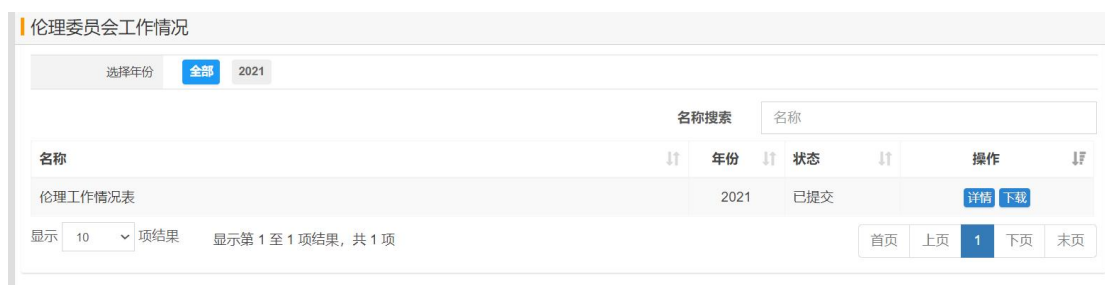 伦理委员会工作情况
选择年份 全部 2021
名称搜索 名称
名称 年份 状态 操作
伦理工作情况表 2021 已提交 详情 下载
显示 10 项结果 显示第 1 至 1 项结果，共 1 项 首页 上页 1 下页 末页